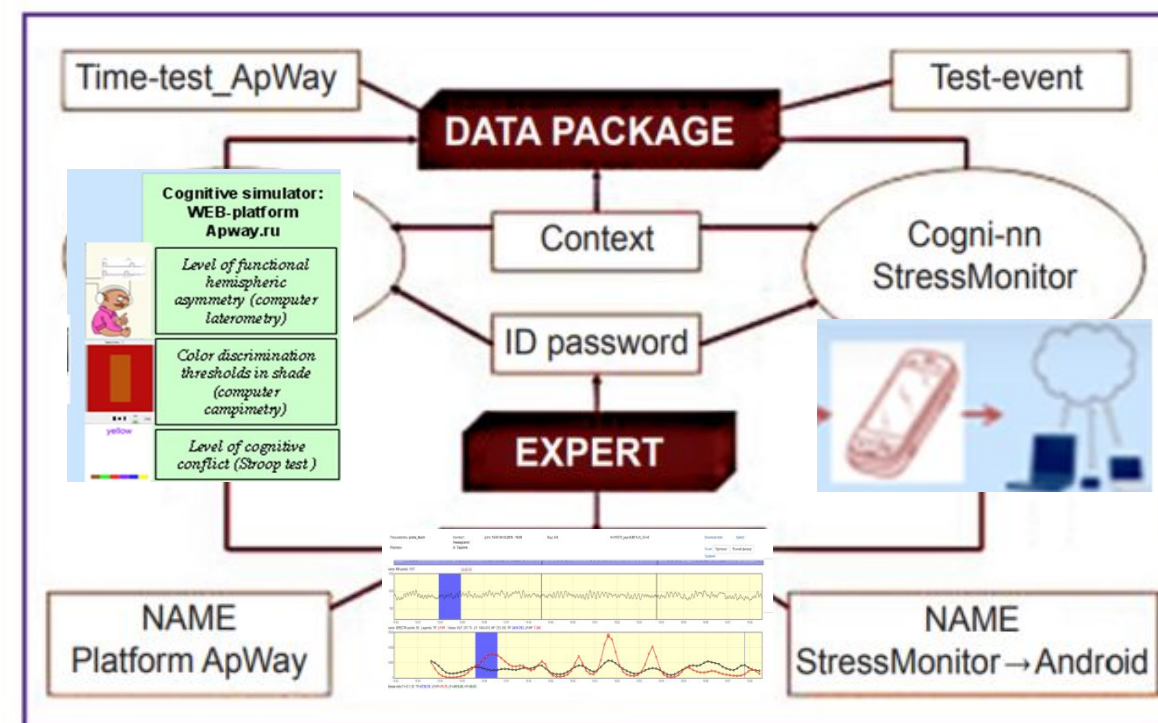 Time-test_ApWay
Test-event
DATA PACKAGE
Cognitive simulator:
WEB-platform
Apway.ru
Level of functional
hemispheric
asymmetry (computer
laterometry)
Color discrimination
thresholds in shade
(computer
campimetry)
yellow
Level of cognitive
conflict (Stroop test )
Context
Cogni-nn
StressMonitor
ID password
EXPERT
NAME
Platform ApWay
NAME
StressMonitor→Android